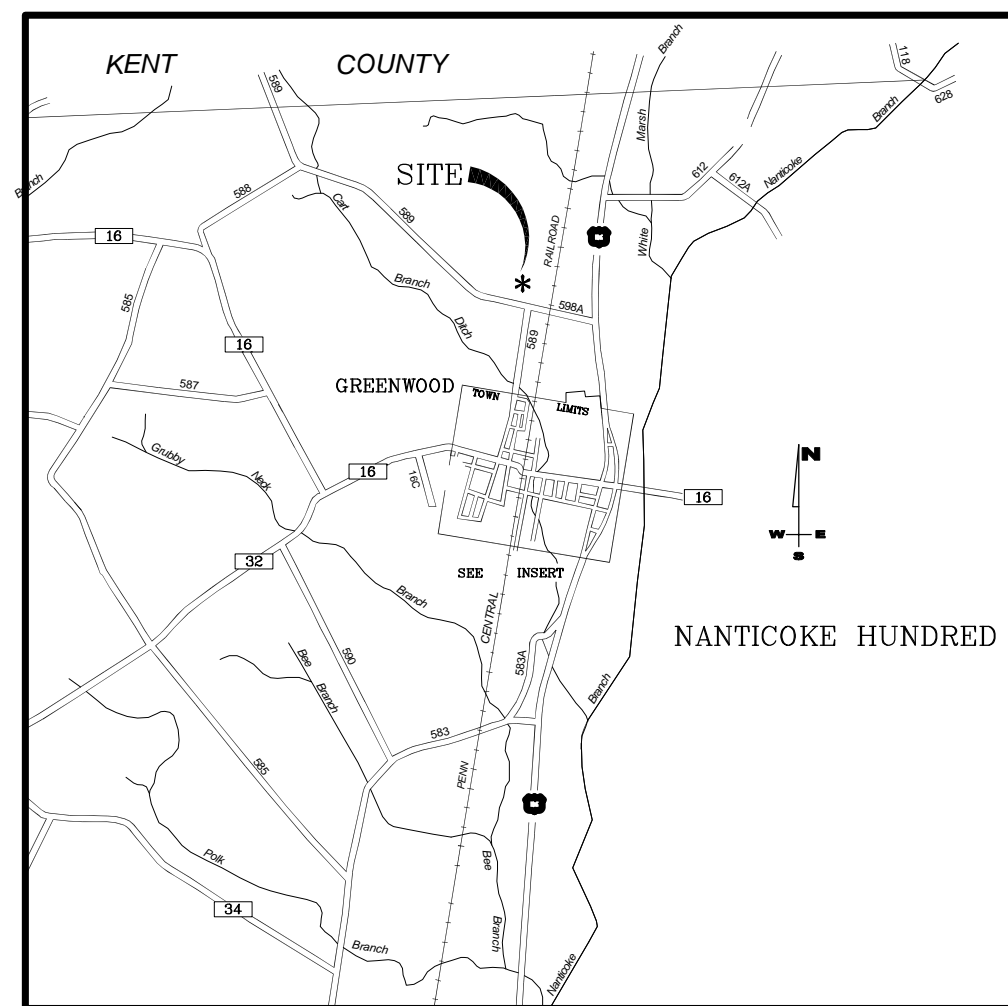 KENT COUNTY
Branch
118
628
589
Marsh
Branch
Branch
Nanticoke
612
612A
SITE
588
Cart
589
RAILROAD
White
16
585
Branch
Ditch
598A
589
16
587
GREENWOOD
TOWN
LIMITS
Grubby
Neck
16
16C
16
N
W E
S
32
SEE INSERT
Branch
CENTRAL
NANTICOKE HUNDRED
590
Bee
Branch
583A
Branch
583
585
PENN
Polk
Bee
34
Branch
Branch
Nanticoke